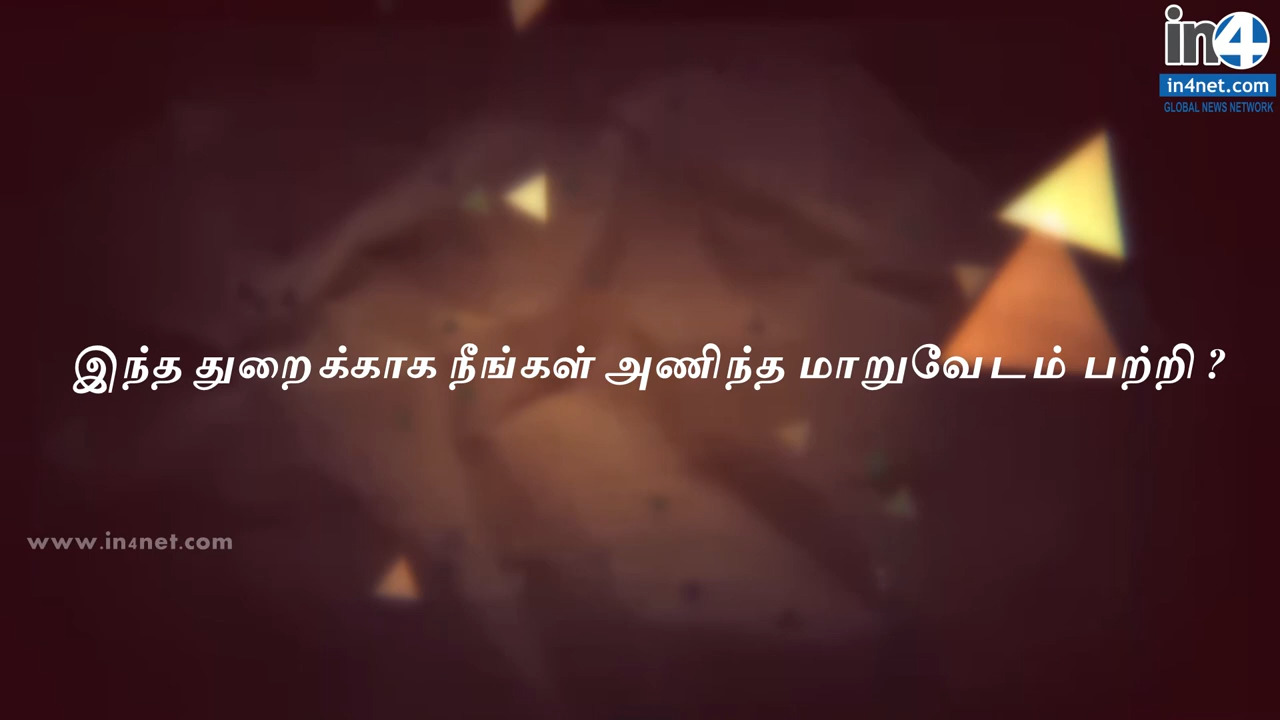 in4
in4net.com
GLOBAL NEWS NETWORK
இந்த துறைக்காக நீங்கள் அணிந்த மாறுவேடம் பற்றி ?
www.in4net.com